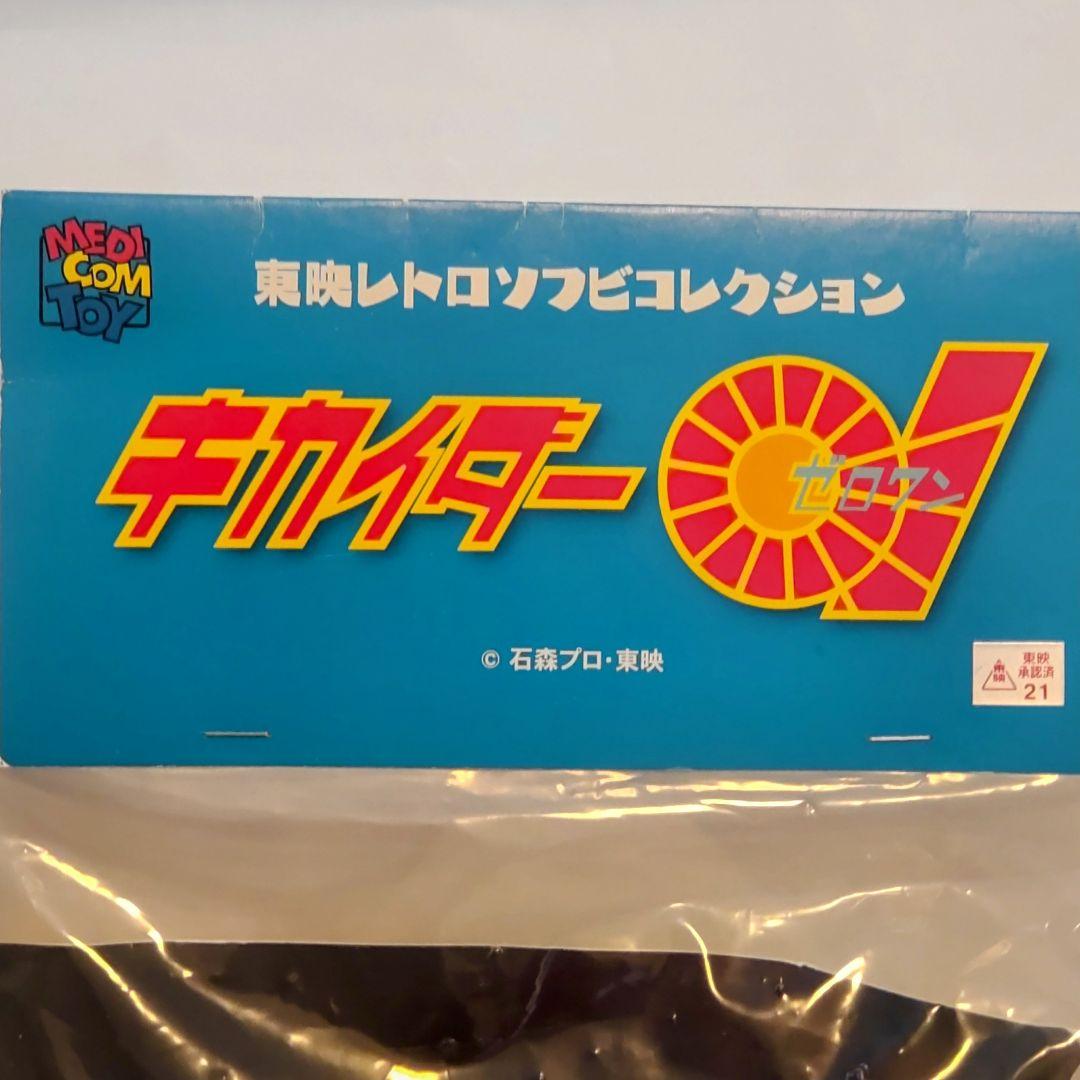 MEDI
COM
TOY
東映レトロソフビコレクション
キカイダー01
ゼロワン
© 石森プロ・東映
東映
東映
承認済
21